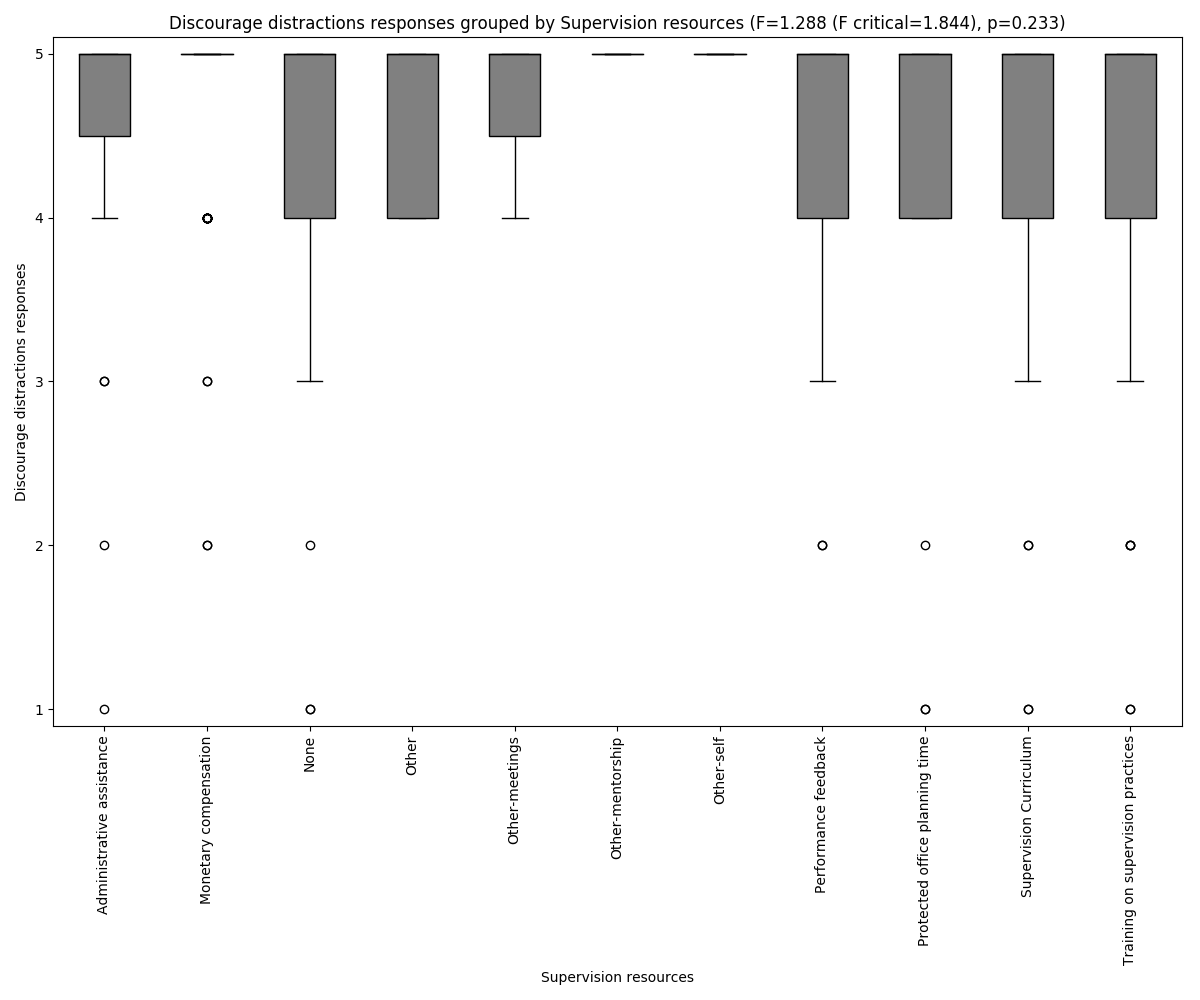 Discourage distractions responses grouped by Supervision resources (F=1.288 (F critical=1.844), p=0.233)
Discourage distractions responses
5
4
3
2
1
Administrative assistance
Monetary compensation
None
Other
Other-meetings
Other-mentorship
Other-self
Performance feedback
Protected office planning time
Supervision Curriculum
Training on supervision practices
Supervision resources